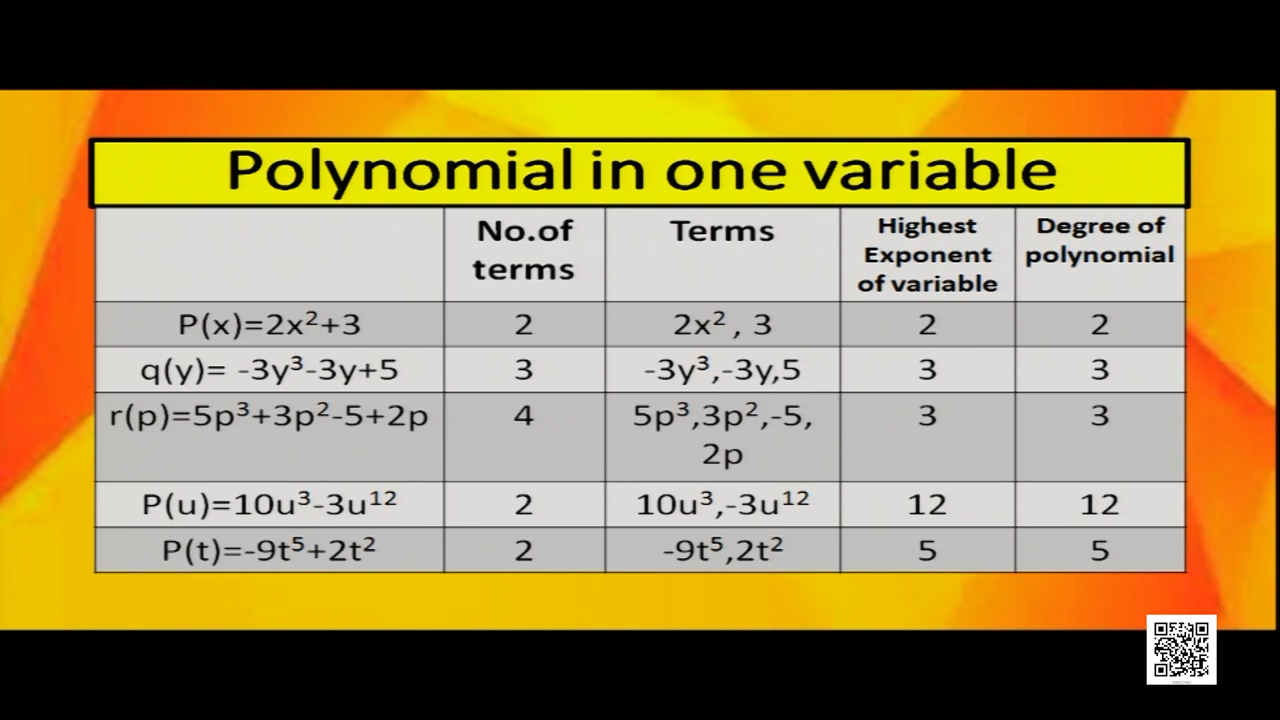 Polynomial in one variable
No.of terms Terms Highest Exponent of variable Degree of polynomial
P(x)=2x²+3 2 2x² , 3 2 2
q(y)= -3y³-3y+5 3 -3y³,-3y,5 3 3
r(p)=5p³+3p²-5+2p 4 5p³,3p²,-5, 2p 3 3
P(u)=10u³-3u¹² 2 10u³,-3u¹² 12 12
P(t)=-9t⁵+2t² 2 -9t⁵,2t² 5 5